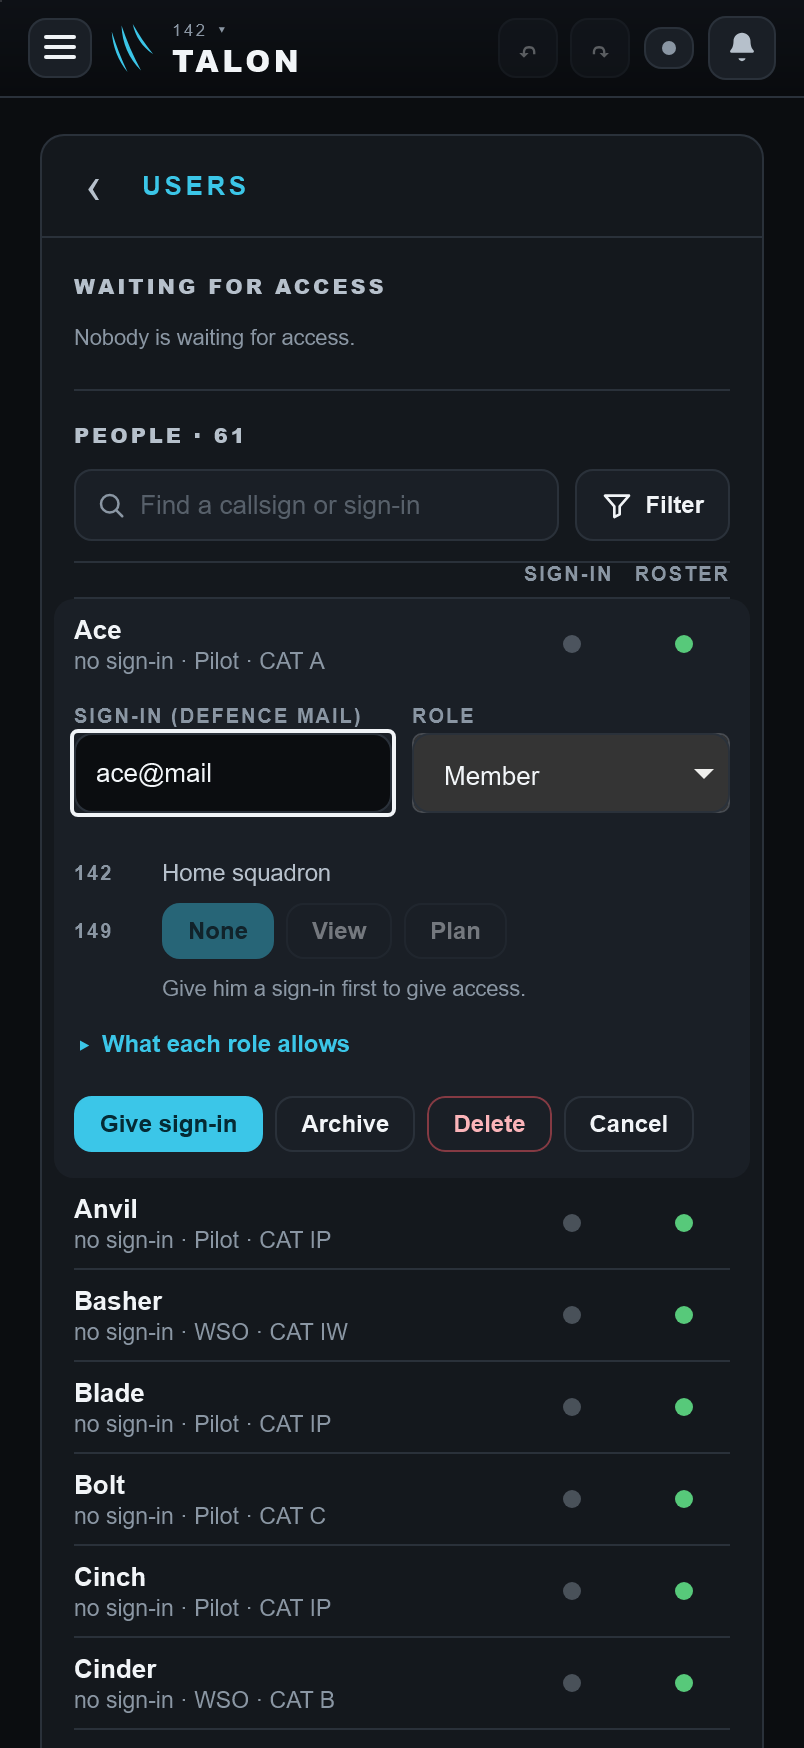 142 ▾
TALON
‹ USERS
WAITING FOR ACCESS
Nobody is waiting for access.
PEOPLE · 61
Find a callsign or sign-in
Filter
SIGN-IN ROSTER
Ace
no sign-in · Pilot · CAT A
SIGN-IN (DEFENCE MAIL) ROLE
ace@mail Member
142 Home squadron
149 None View Plan
Give him a sign-in first to give access.
▸ What each role allows
Give sign-in Archive Delete Cancel
Anvil
no sign-in · Pilot · CAT IP
Basher
no sign-in · WSO · CAT IW
Blade
no sign-in · Pilot · CAT IP
Bolt
no sign-in · Pilot · CAT C
Cinch
no sign-in · Pilot · CAT IP
Cinder
no sign-in · WSO · CAT B